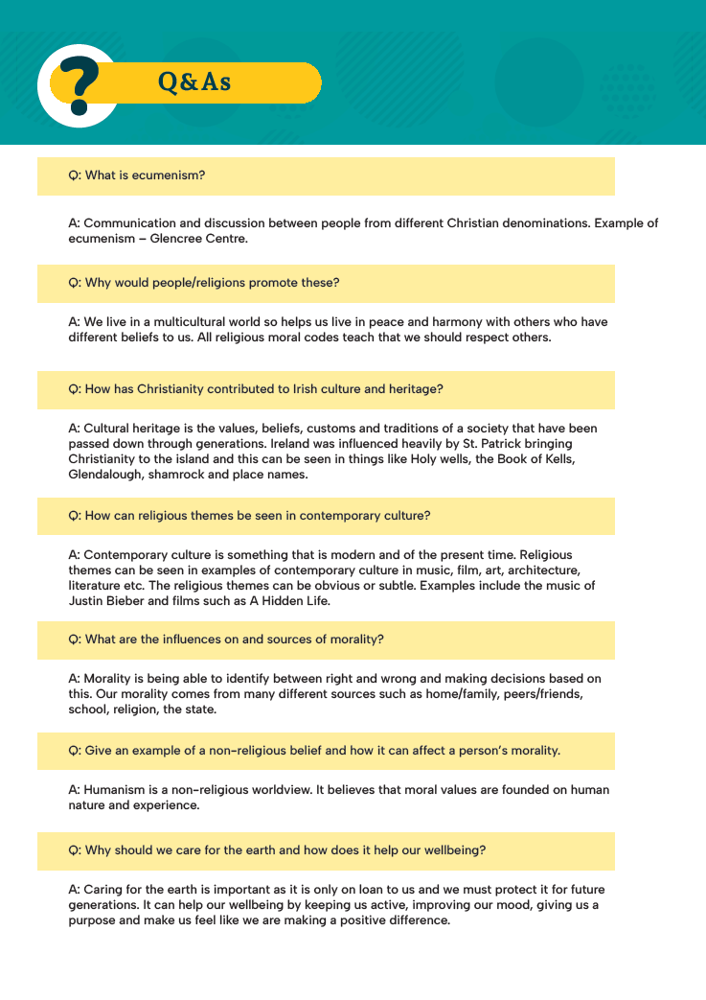 ?
Q&As
Q: What is ecumenism?
A: Communication and discussion between people from different Christian denominations. Example of
ecumenism – Glencree Centre.
Q: Why would people/religions promote these?
A: We live in a multicultural world so helps us live in peace and harmony with others who have
different beliefs to us. All religious moral codes teach that we should respect others.
Q: How has Christianity contributed to Irish culture and heritage?
A: Cultural heritage is the values, beliefs, customs and traditions of a society that have been
passed down through generations. Ireland was influenced heavily by St. Patrick bringing
Christianity to the island and this can be seen in things like Holy wells, the Book of Kells,
Glendalough, shamrock and place names.
Q: How can religious themes be seen in contemporary culture?
A: Contemporary culture is something that is modern and of the present time. Religious
themes can be seen in examples of contemporary culture in music, film, art, architecture,
literature etc. The religious themes can be obvious or subtle. Examples include the music of
Justin Bieber and films such as A Hidden Life.
Q: What are the influences on and sources of morality?
A: Morality is being able to identify between right and wrong and making decisions based on
this. Our morality comes from many different sources such as home/family, peers/friends,
school, religion, the state.
Q: Give an example of a non-religious belief and how it can affect a person's morality.
A: Humanism is a non-religious worldview. It believes that moral values are founded on human
nature and experience.
Q: Why should we care for the earth and how does it help our wellbeing?
A: Caring for the earth is important as it is only on loan to us and we must protect it for future
generations. It can help our wellbeing by keeping us active, improving our mood, giving us a
purpose and make us feel like we are making a positive difference.